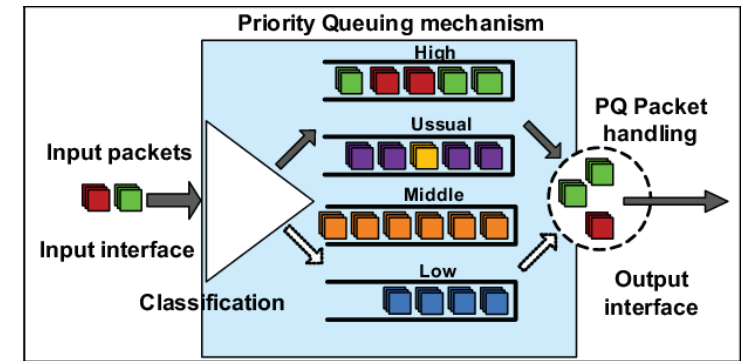 Priority Queuing mechanism
High
Ussual
Middle
Low
Input packets
Input interface
Classification
PQ Packet
handling
Output
interface